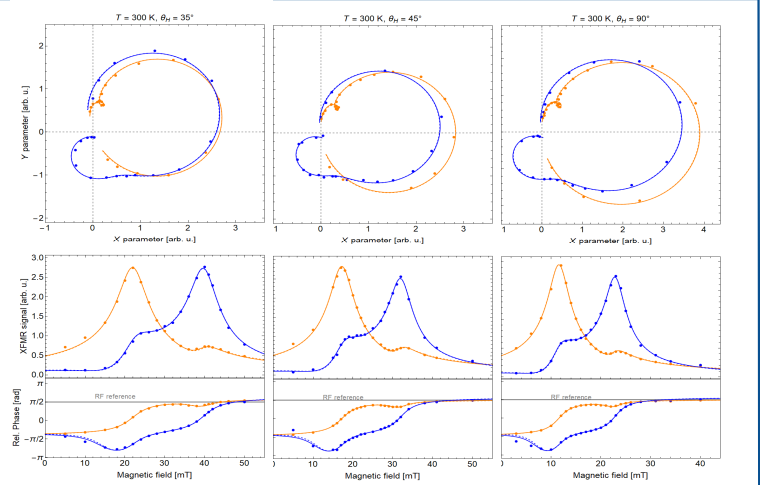 T = 300 K, θH = 35°
T = 300 K, θH = 45°
T = 300 K, θH = 90°
Y parameter [arb. u.]
2
1
0
−1
−2
−1 0 1 2 3
−1 0 1 2 3
−1 0 1 2 3 4
X parameter [arb. u.]
X parameter [arb. u.]
X parameter [arb. u.]
XFMR signal [arb. u.]
3.0
2.5
2.0
1.5
1.0
0.5
0.0
Rel. Phase [rad]
π
π/2
0
−π/2
−π
RF reference
RF reference
RF reference
0 10 20 30 40 50
0 10 20 30 40 50
0 10 20 30 40
Magnetic field [mT]
Magnetic field [mT]
Magnetic field [mT]